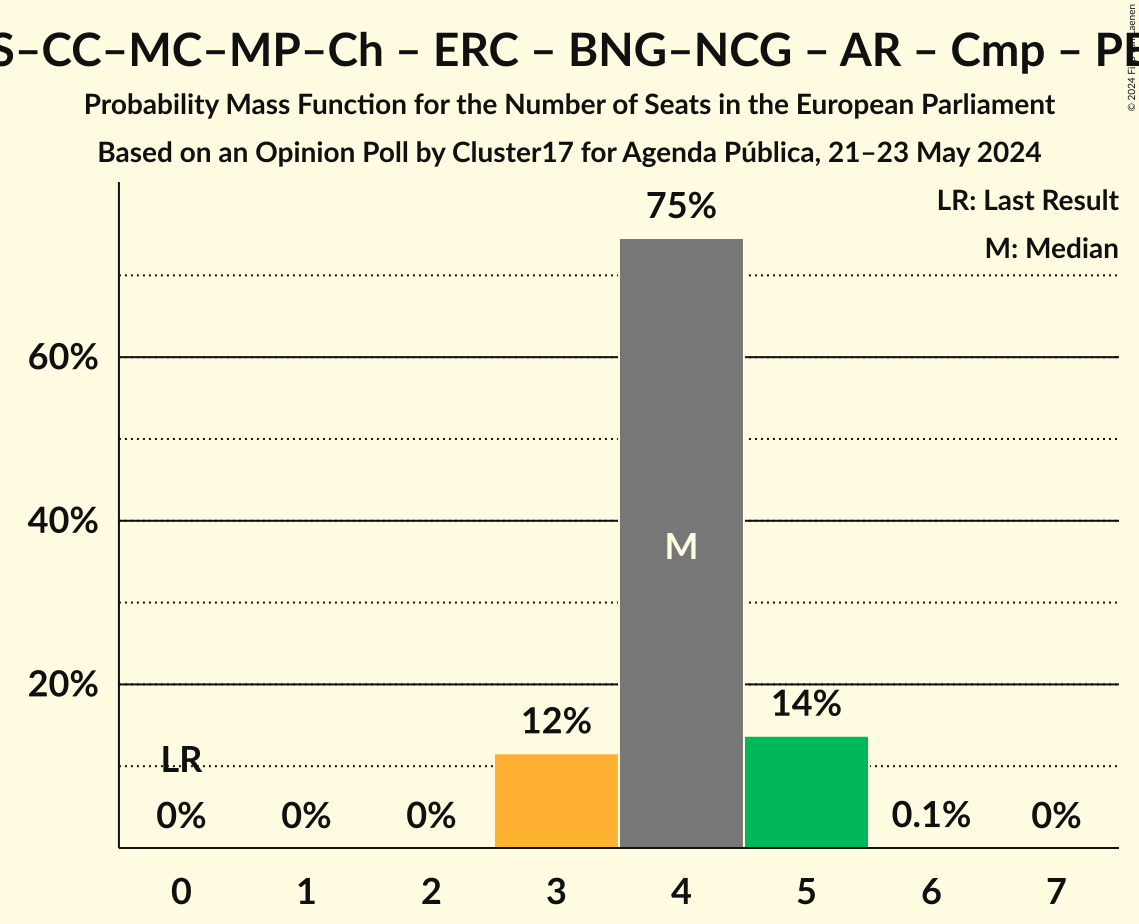 S–CC–MC–MP–Ch – ERC – BNG–NCG – AR – Cmp –
Probability Mass Function for the Number of Seats in the European Parliament
Based on an Opinion Poll by Cluster17 for Agenda Pública, 21–23 May 2024
© 2024
LR: Last Result
M: Median
75%
60%
40%
M
20%
14%
12%
LR
0% 0% 0% 0.1% 0%
0 1 2 3 4 5 6 7